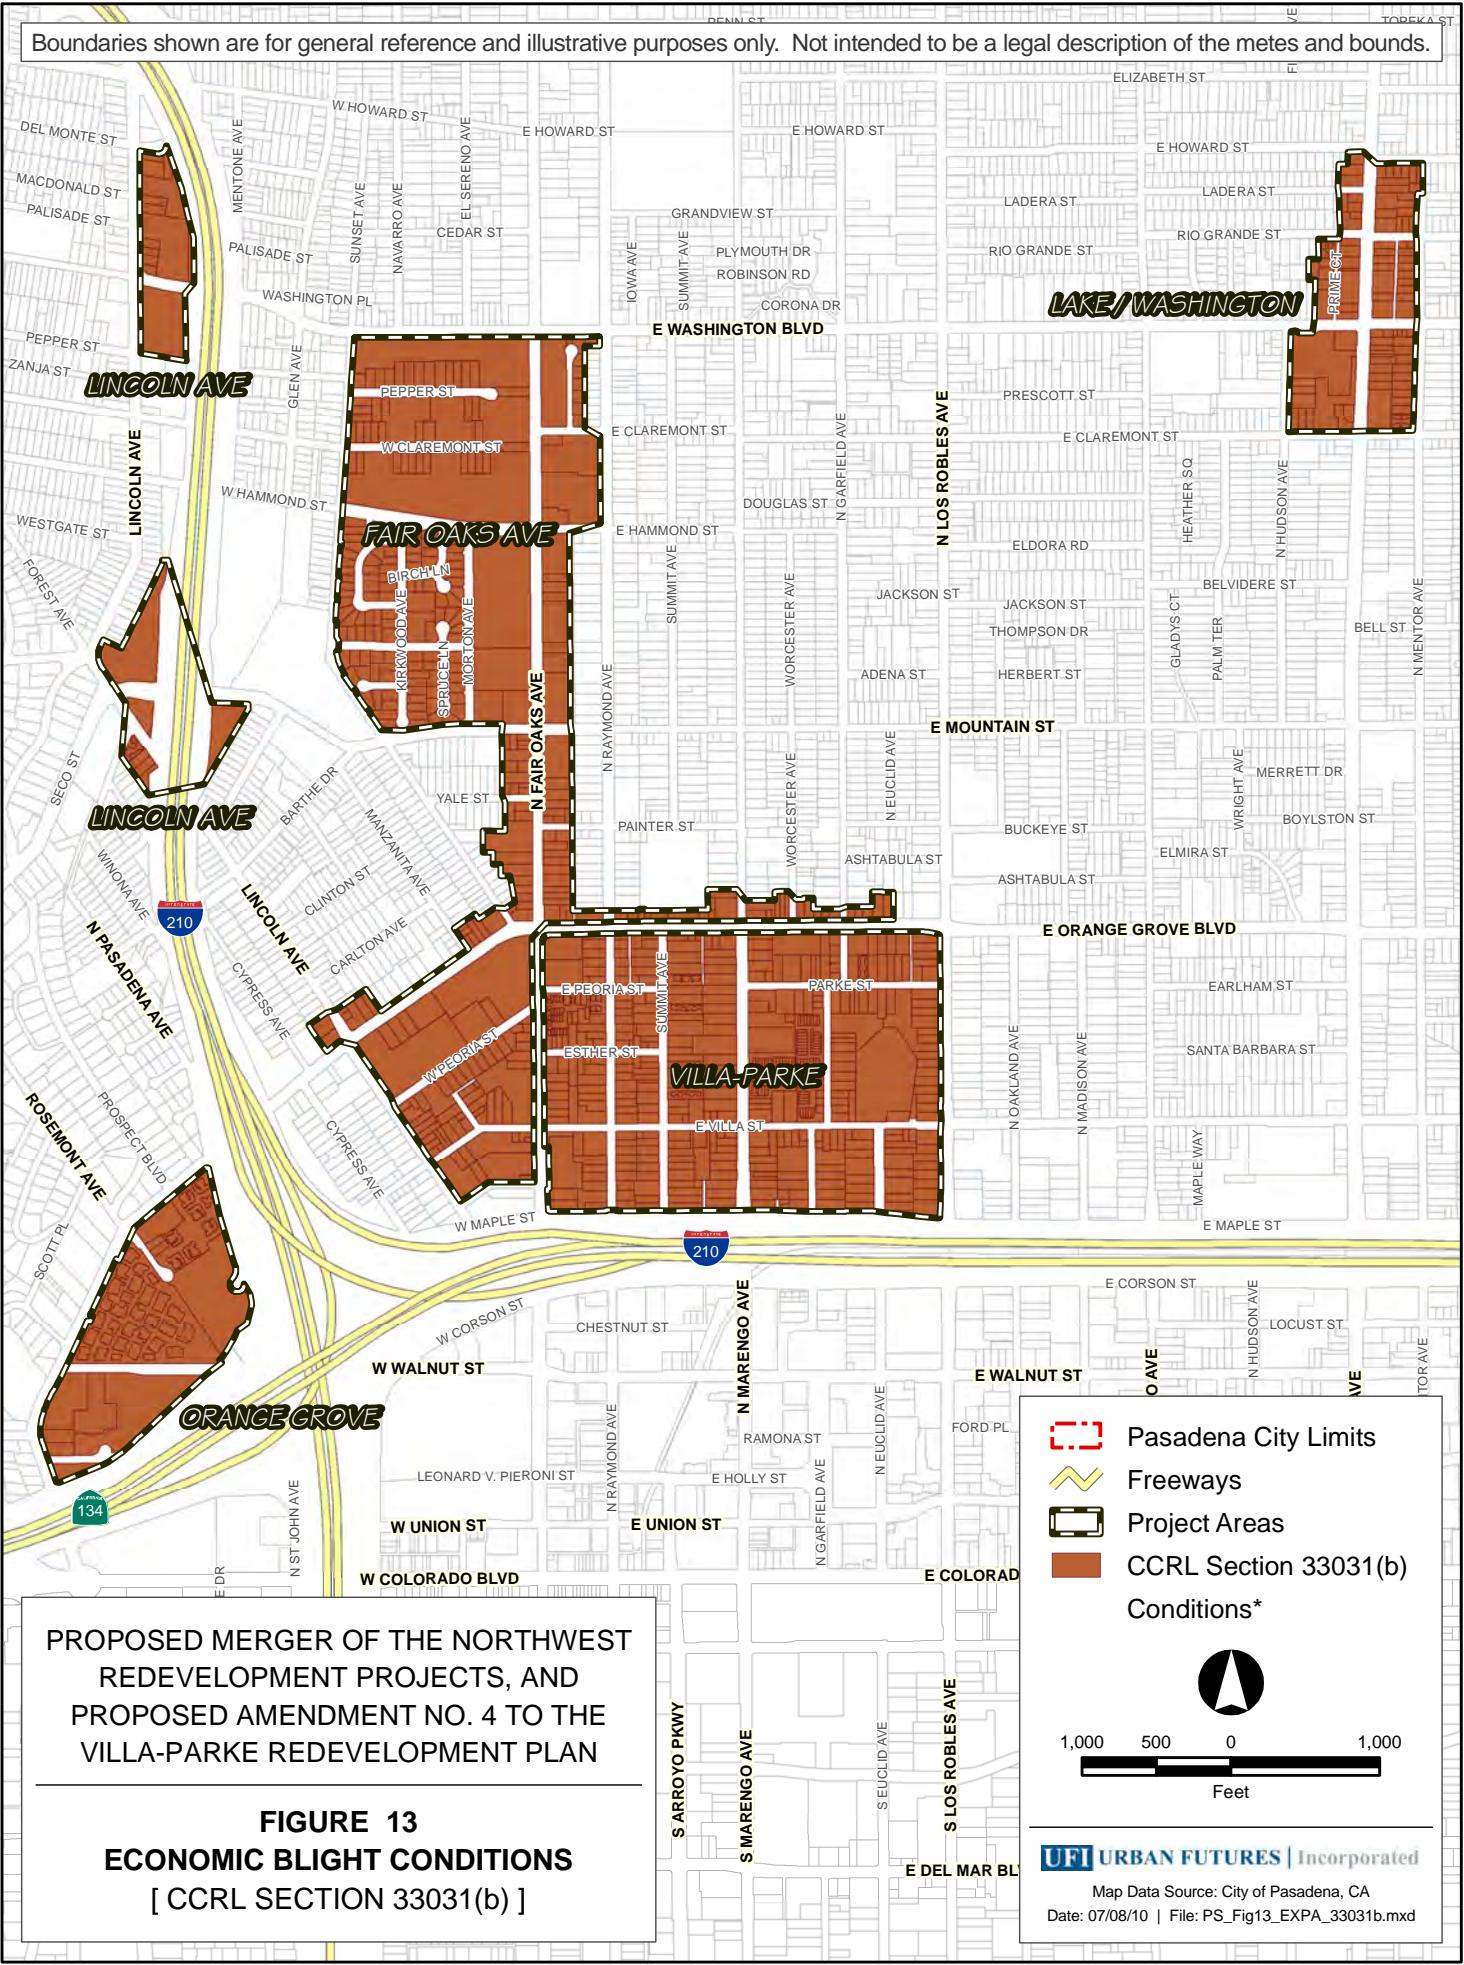 PENN ST
TOPEKA ST
Boundaries shown are for general reference and illustrative purposes only. Not intended to be a legal description of the metes and bounds.
ELIZABETH ST
W HOWARD ST
DEL MONTE ST
MENTONE AVE
EL SERENO AVE
E HOWARD ST
E HOWARD ST
E HOWARD ST
MACDONALD ST
PALISADE ST
SUNSET AVE
NAVARRO AVE
CEDAR ST
GRANDVIEW ST
LADERA ST
LADERA ST
PALISADE ST
IOWA AVE
SUMMIT AVE
PLYMOUTH DR
ROBINSON RD
RIO GRANDE ST
RIO GRANDE ST
PRIME CT
WASHINGTON PL
CORONA DR
LAKE / WASHINGTON
E WASHINGTON BLVD
PEPPER ST
ZANJA ST
LINCOLN AVE
GLEN AVE
PEPPER ST
PRESCOTT ST
LINCOLN AVE
W CLAREMONT ST
E CLAREMONT ST
N GARFIELD AVE
N LOS ROBLES AVE
E CLAREMONT ST
HEATHER SQ
N HUDSON AVE
W HAMMOND ST
WESTGATE ST
DOUGLAS ST
FAIR OAKS AVE
E HAMMOND ST
ELDORA RD
FOREST AVE
BIRCH LN
KIRKWOOD AVE
SPRUCE LN
MORTON AVE
SUMMIT AVE
WORCESTER AVE
JACKSON ST
JACKSON ST
THOMPSON DR
BELVIDERE ST
GLADYS CT
PALM TER
BELL ST
N MENTOR AVE
ADENA ST
HERBERT ST
N FAIR OAKS AVE
N RAYMOND AVE
E MOUNTAIN ST
SECO ST
BARTHE DR
YALE ST
WORCESTER AVE
N EUCLID AVE
WRIGHT AVE
MERRETT DR
LINCOLN AVE
MANZANITA AVE
PAINTER ST
BUCKEYE ST
BOYLSTON ST
WINONA AVE
CLINTON ST
ASHTABULA ST
ELMIRA ST
ASHTABULA ST
210
LINCOLN AVE
N PASADENA AVE
CARLTON AVE
CYPRESS AVE
E ORANGE GROVE BLVD
E PEORIA ST
SUMMIT AVE
PARKE ST
EARLHAM ST
W PEORIA ST
ESTHER ST
VILLA-PARKE
N OAKLAND AVE
N MADISON AVE
SANTA BARBARA ST
ROSEMONT AVE
PROSPECT BLVD
CYPRESS AVE
E VILLA ST
MAPLE WAY
SCOTT PL
W MAPLE ST
E MAPLE ST
210
E CORSON ST
W CORSON ST
CHESTNUT ST
N MARENGO AVE
N HUDSON AVE
LOCUST ST
W WALNUT ST
E WALNUT ST
O AVE
AVE
TOR AVE
ORANGE GROVE
N RAYMOND AVE
RAMONA ST
N EUCLID AVE
FORD PL
LEONARD V. PIERONI ST
E HOLLY ST
N GARFIELD AVE
CALIFORNIA
134
N ST JOHN AVE
W UNION ST
E UNION ST
E DR
W COLORADO BLVD
E COLORAD
S ARROYO PKWY
S MARENGO AVE
S EUCLID AVE
S LOS ROBLES AVE
E DEL MAR BL
Pasadena City Limits
Freeways
Project Areas
CCRL Section 33031(b)
Conditions*
1,000 500 0 1,000
Feet
UFI URBAN FUTURES | Incorporated
Map Data Source: City of Pasadena, CA
Date: 07/08/10 | File: PS_Fig13_EXPA_33031b.mxd
PROPOSED MERGER OF THE NORTHWEST
REDEVELOPMENT PROJECTS, AND
PROPOSED AMENDMENT NO. 4 TO THE
VILLA-PARKE REDEVELOPMENT PLAN
FIGURE 13
ECONOMIC BLIGHT CONDITIONS
[ CCRL SECTION 33031(b) ]